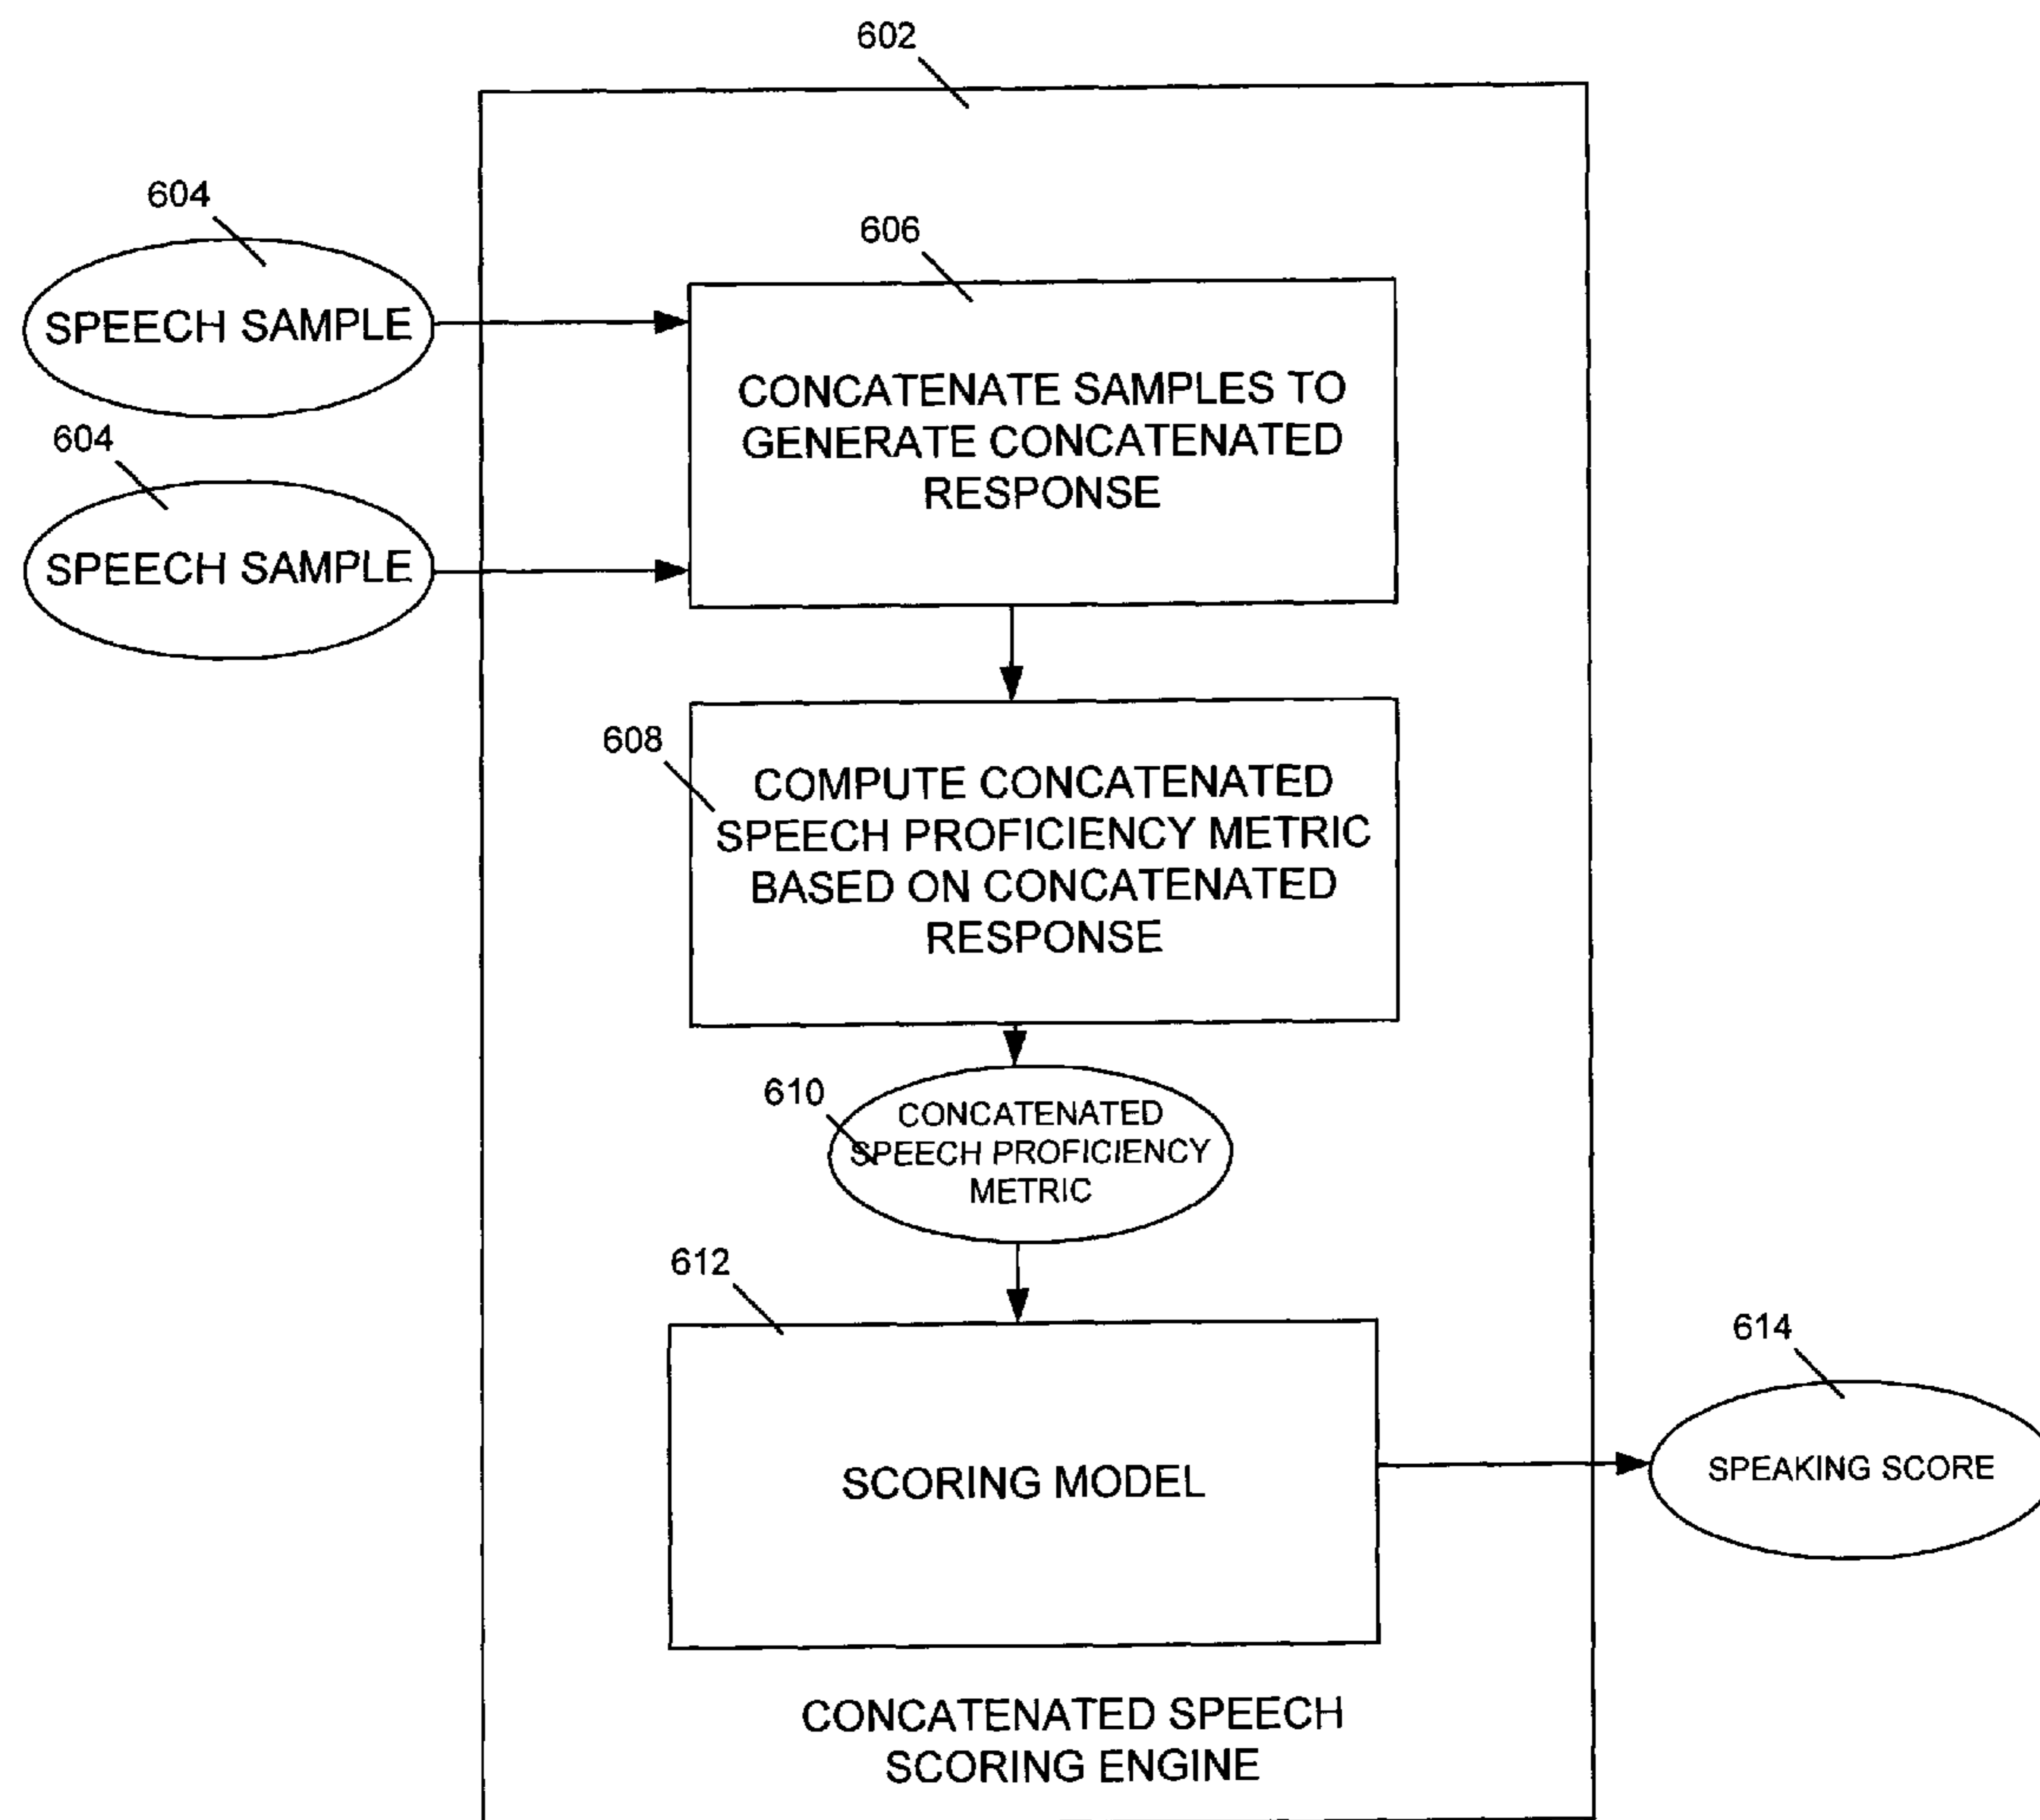 602
604
SPEECH SAMPLE
604
SPEECH SAMPLE
606
CONCATENATE SAMPLES TO
GENERATE CONCATENATED
RESPONSE
608
COMPUTE CONCATENATED
SPEECH PROFICIENCY METRIC
BASED ON CONCATENATED
RESPONSE
610
CONCATENATED
SPEECH PROFICIENCY
METRIC
612
SCORING MODEL
614
SPEAKING SCORE
CONCATENATED SPEECH
SCORING ENGINE